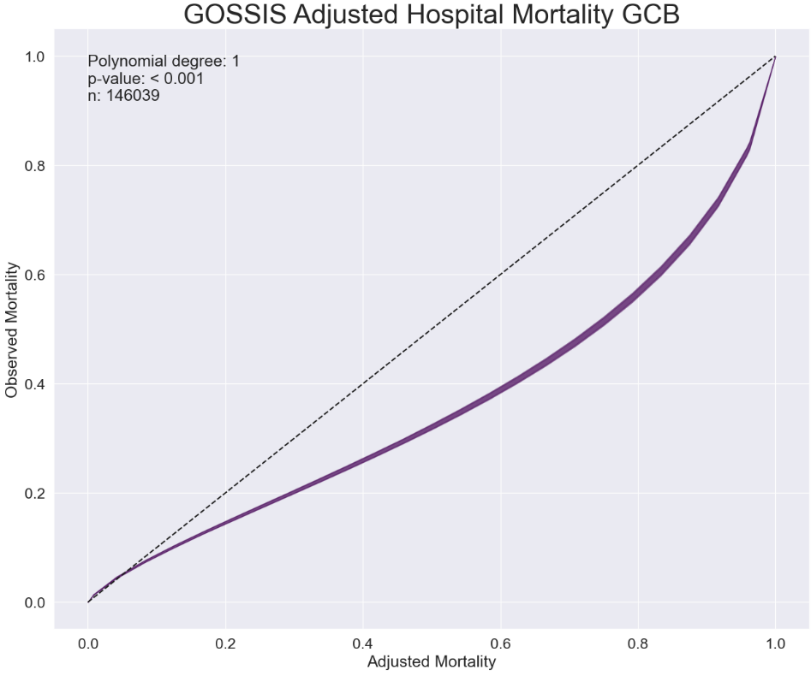 GOSSIS Adjusted Hospital Mortality GCB
Polynomial degree: 1
p-value: < 0.001
n: 146039
1.0
0.8
0.6
0.4
0.2
0.0
Observed Mortality
0.0 0.2 0.4 0.6 0.8 1.0
Adjusted Mortality